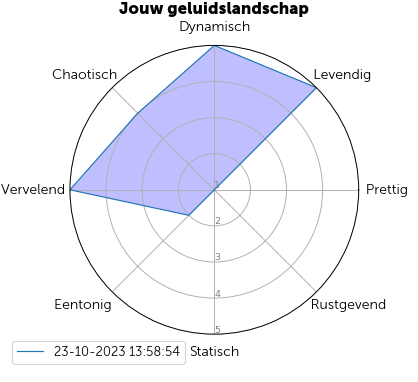 Jouw geluidslandschap
Dynamisch
Chaotisch
Levendig
Vervelend
1
Prettig
2
3
4
Eentonig
Rustgevend
5
23-10-2023 13:58:54
Statisch